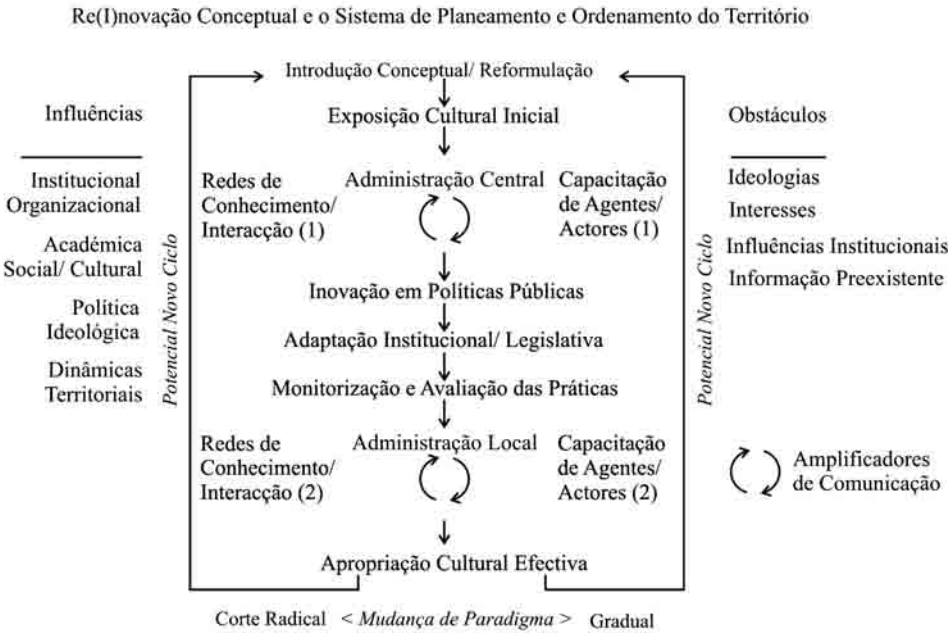 Re(I)novação Conceptual e o Sistema de Planeamento e Ordenamento do Território
Introdução Conceptual/ Reformulação
Influências
Exposição Cultural Inicial
Obstáculos
Institucional
Organizacional
Académica
Social/ Cultural
Política
Ideológica
Dinâmicas
Territoriais
Potencial Novo Ciclo
Redes de
Conhecimento/
Interacção (1)
Administração Central
Capacitação
de Agentes/
Actores (1)
Inovação em Políticas Públicas
Adaptação Institucional/ Legislativa
Monitorização e Avaliação das Práticas
Redes de
Conhecimento/
Interacção (2)
Administração Local
Capacitação
de Agentes/
Actores (2)
Apropriação Cultural Efectiva
Potencial Novo Ciclo
Ideologias
Interesses
Influências Institucionais
Informação Preexistente
Amplificadores
de Comunicação
Corte Radical < Mudança de Paradigma > Gradual